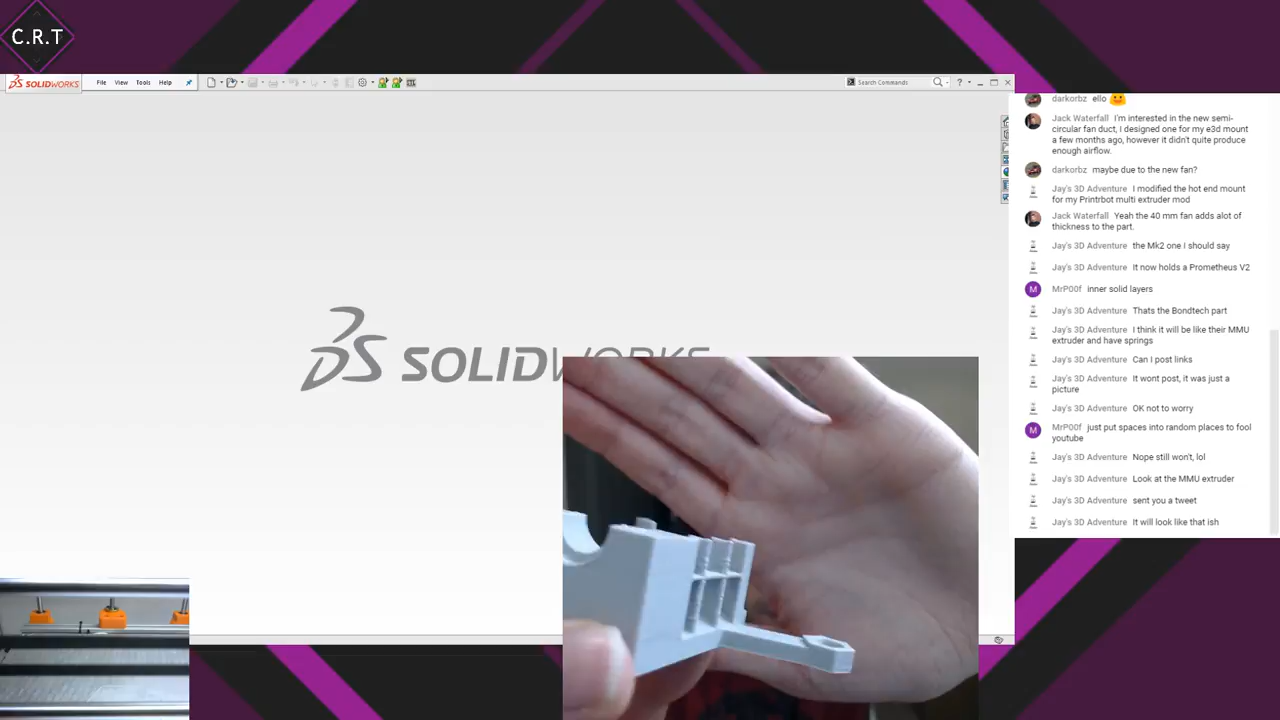 C.R.T
SOLIDWORKS
File View Tools Help
Search Commands
?
SOLIDWORKS
darkorbz ello
Jack Waterfall I'm interested in the new semi-
circular fan duct, I designed one for my e3d mount
a few months ago, however it didn't quite produce
enough airflow.
darkorbz maybe due to the new fan?
Jay's 3D Adventure I modified the hot end mount
for my Printrbot multi extruder mod
Jack Waterfall Yeah the 40 mm fan adds alot of
thickness to the part.
Jay's 3D Adventure the Mk2 one I should say
Jay's 3D Adventure It now holds a Prometheus V2
M MrP00f inner solid layers
Jay's 3D Adventure Thats the Bondtech part
Jay's 3D Adventure I think it will be like their MMU
extruder and have springs
Jay's 3D Adventure Can I post links
Jay's 3D Adventure It wont post, it was just a
picture
Jay's 3D Adventure OK not to worry
M MrP00f just put spaces into random places to fool
youtube
Jay's 3D Adventure Nope still won't, lol
Jay's 3D Adventure Look at the MMU extruder
Jay's 3D Adventure sent you a tweet
Jay's 3D Adventure It will look like that ish